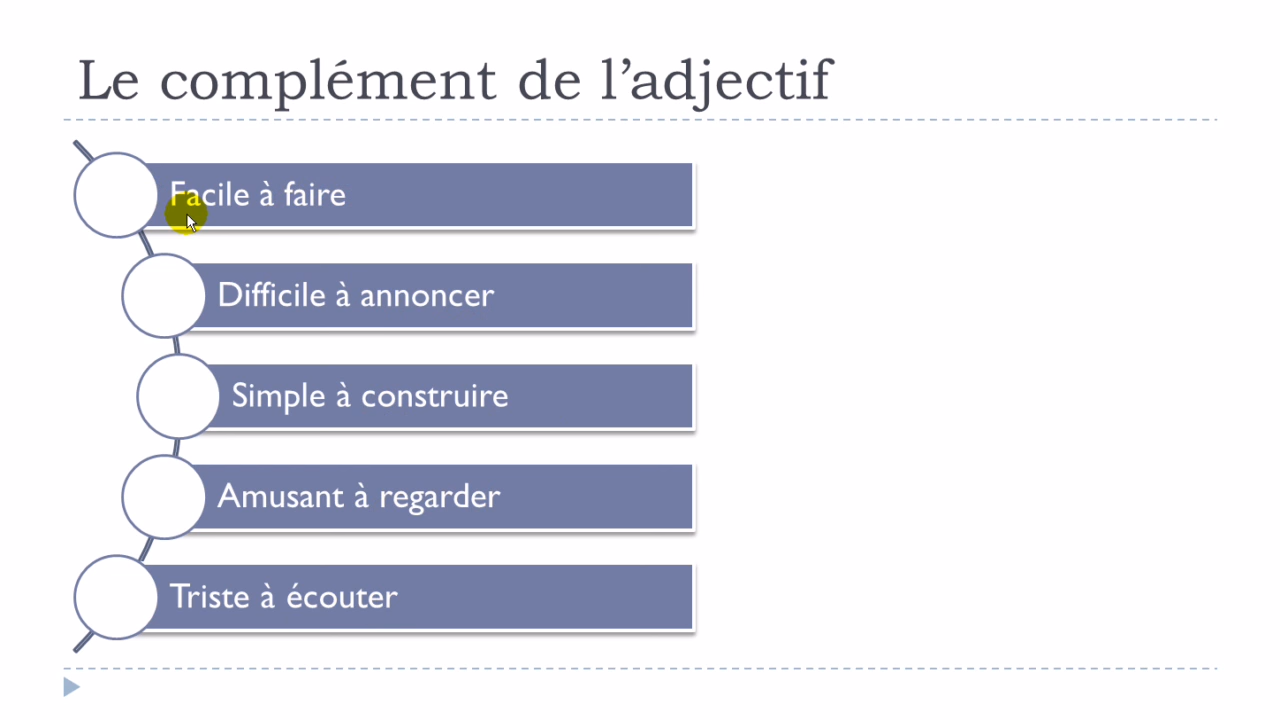 Le complément de l’adjectif
Facile à faire
Difficile à annoncer
Simple à construire
Amusant à regarder
Triste à écouter